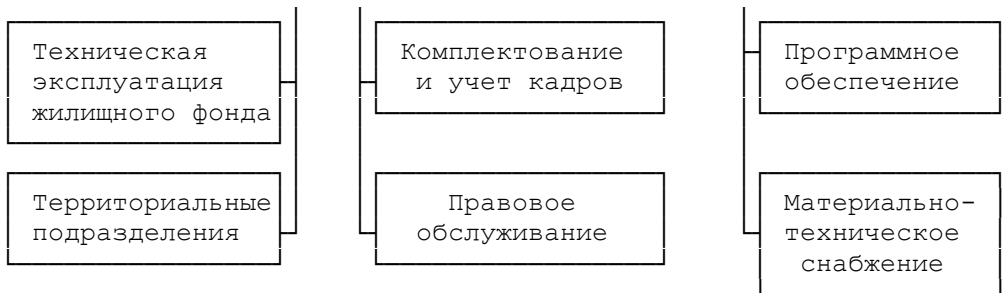 Техническая
эксплуатация
жилищного фонда
Комплектование
и учет кадров
Программное
обеспечение
Территориальные
подразделения
Правовое
обслуживание
Материально-
техническое
снабжение